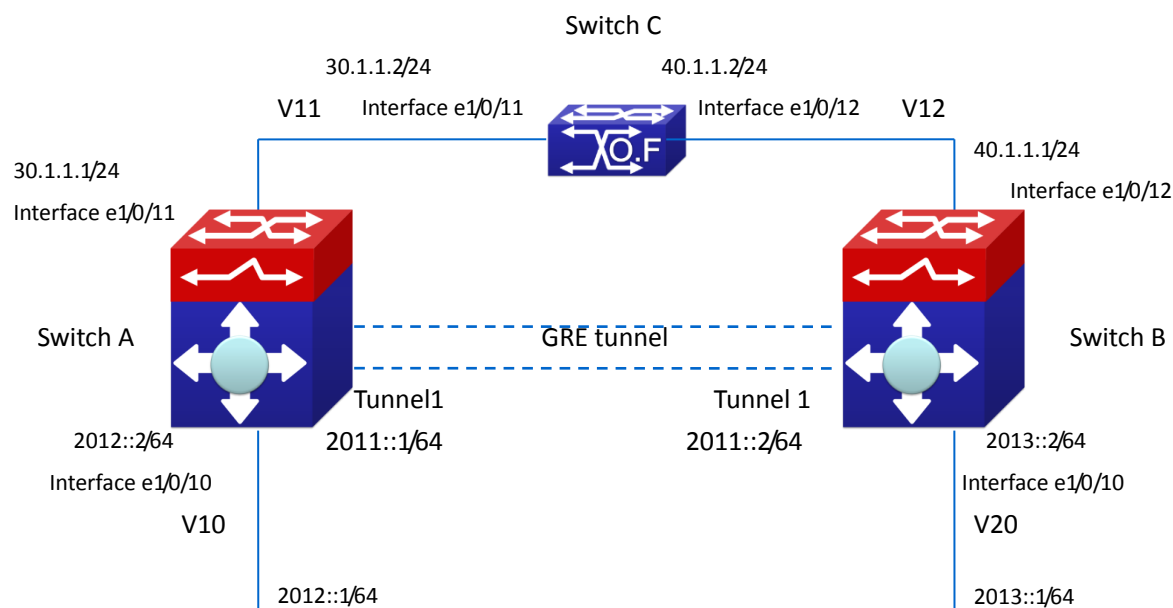 Switch C
30.1.1.2/24
40.1.1.2/24
V11
Interface e1/0/11
Interface e1/0/12
V12
O.F
30.1.1.1/24
40.1.1.1/24
Interface e1/0/11
Interface e1/0/12
Switch A
GRE tunnel
Switch B
Tunnel1
Tunnel 1
2012::2/64
2011::1/64
2011::2/64
2013::2/64
Interface e1/0/10
Interface e1/0/10
V10
V20
2012::1/64
2013::1/64